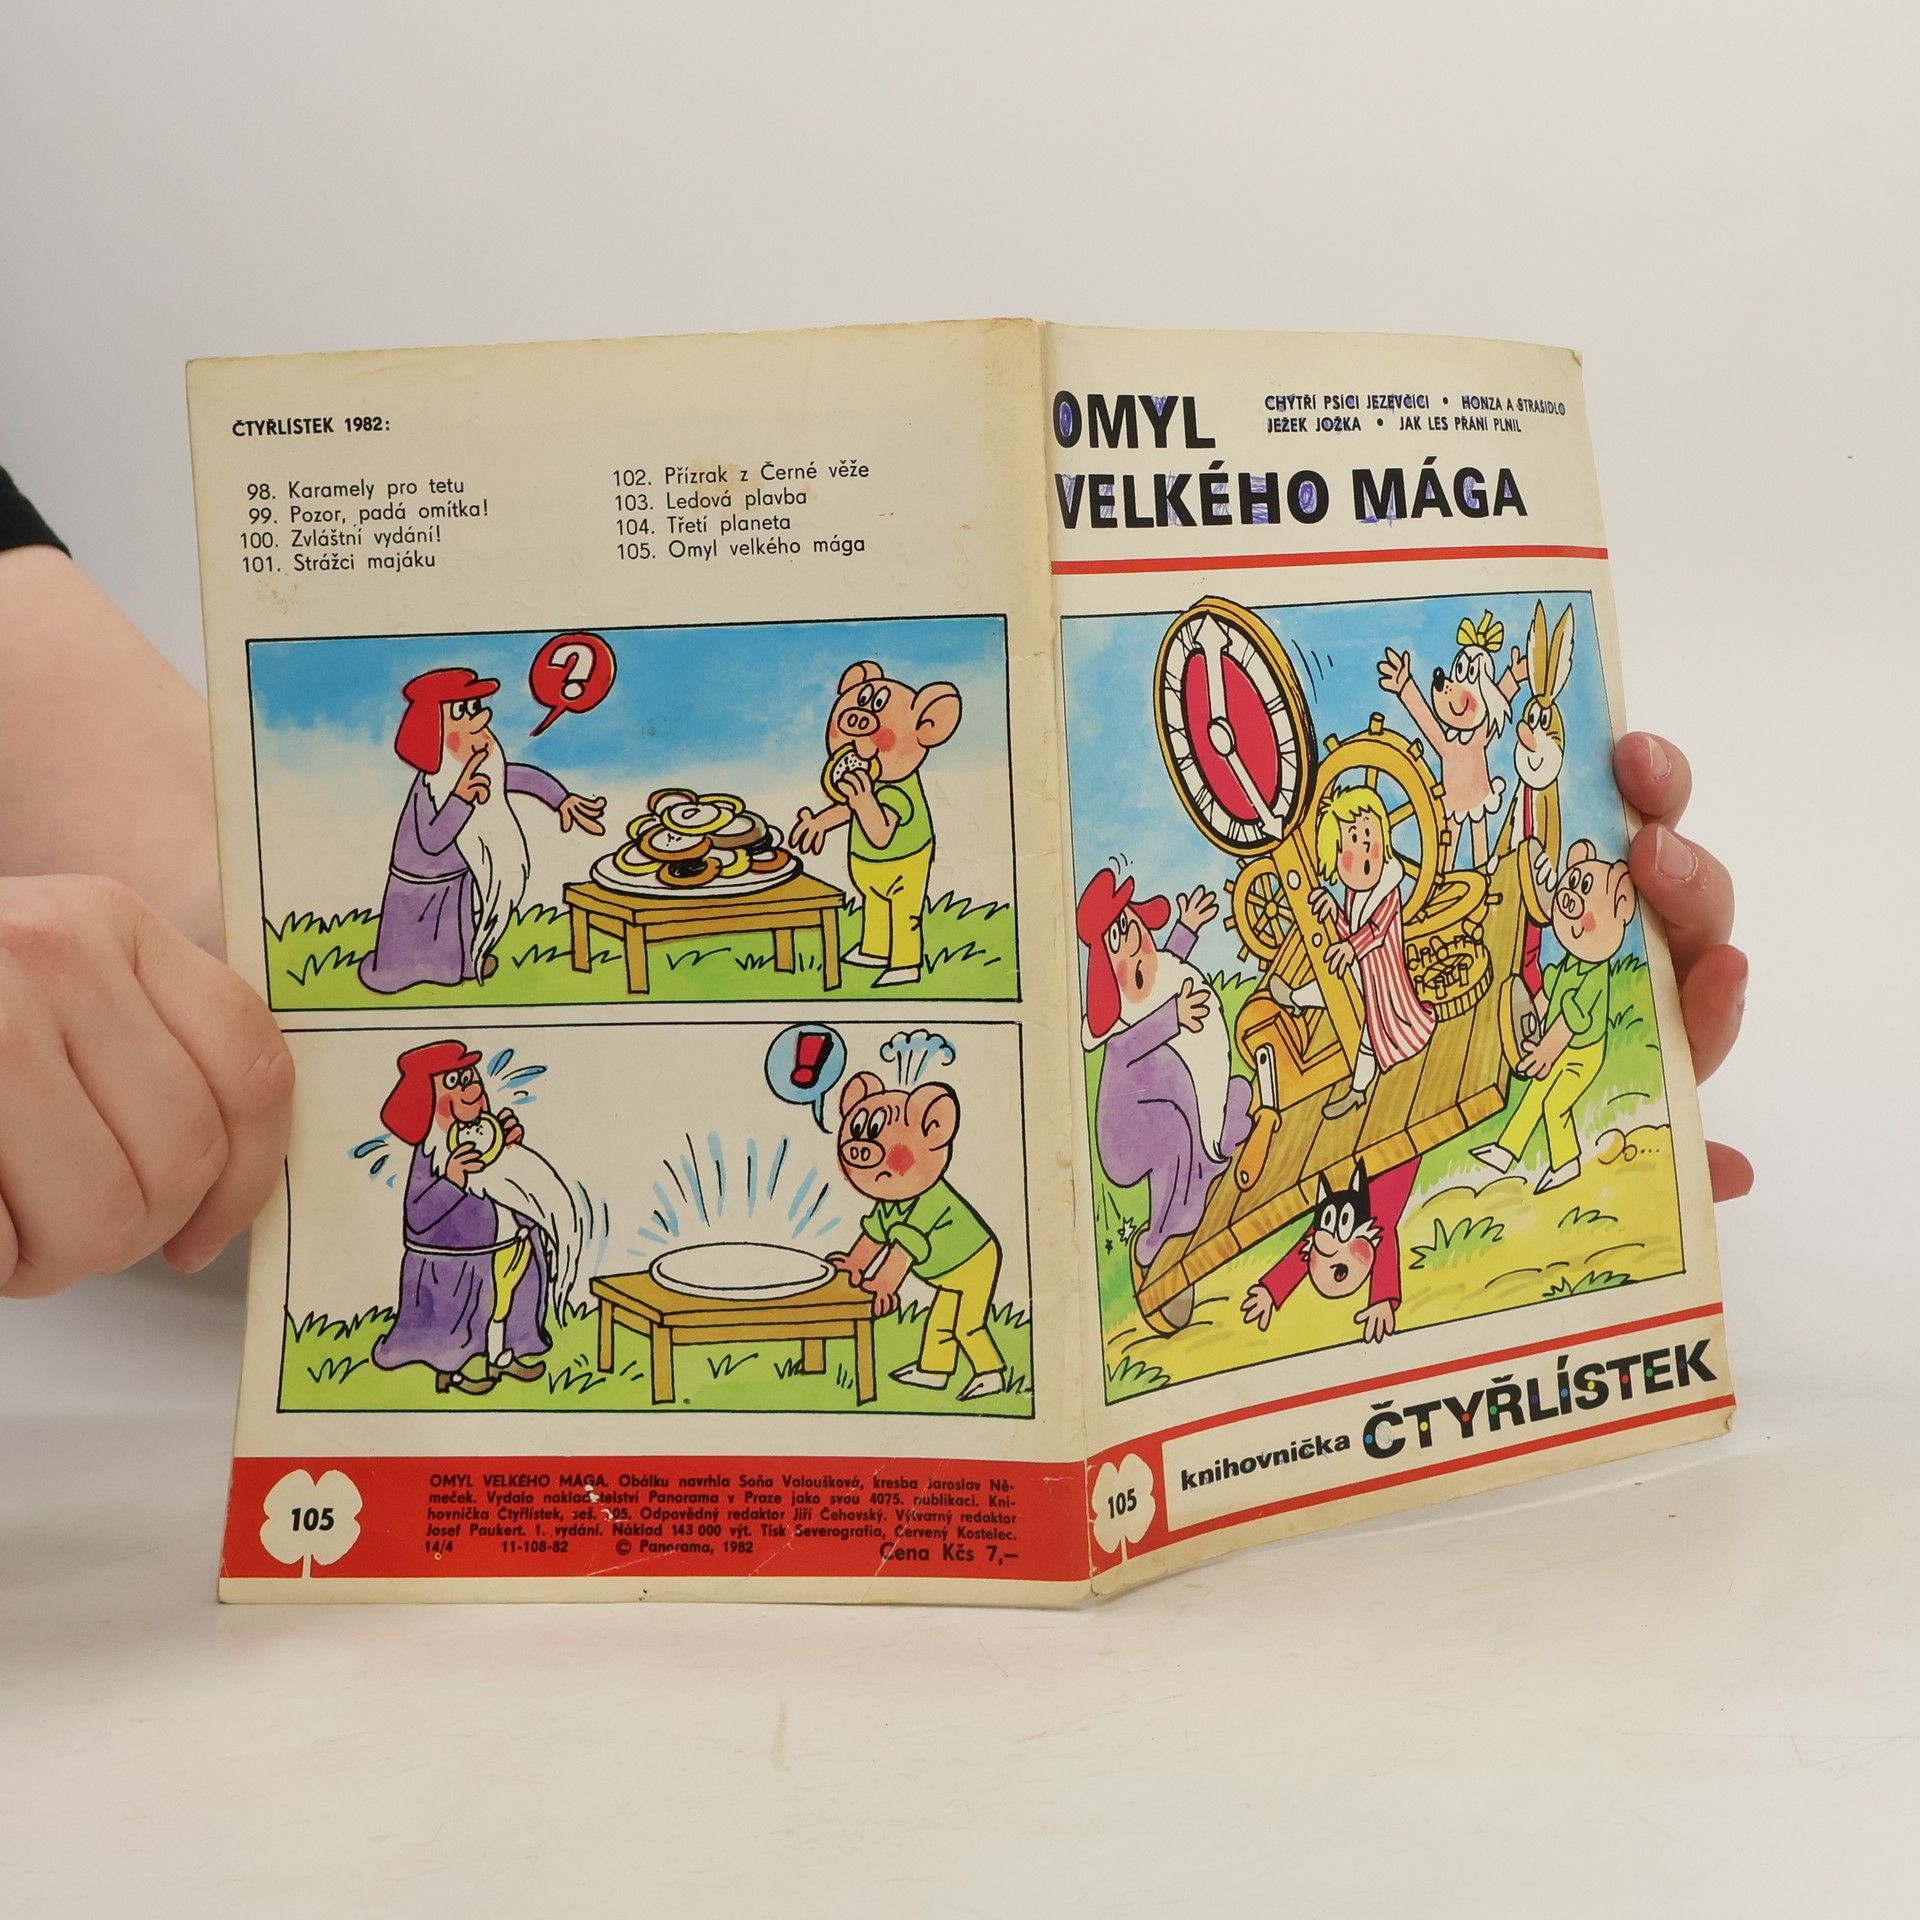 ČTYŘLÍSTEK 1982:
98. Karamely pro tetu
99. Pozor, padá omítka!
100. Zvláštní vydání!
101. Strážci majáku
102. Přízrak z Černé věže
103. Ledová plavba
104. Třetí planeta
105. Omyl velkého mága
?
!
105
OMYL VELKÉHO MÁGA. Obálku navrhla Soňa Valoušková, kresba Jaroslav Ně-
meček. Vydalo nakladatelství Panorama v Praze jako svou 4075. publikaci. Kni-
hovnička Čtyřlístek, seš. 105. Odpovědný redaktor Jiří Čehovský. Výtvarný redaktor
Josef Paukert. 1. vydání. Náklad 143 000 výt. Tisk Severografia, Červený Kostelec.
14/4 11-108-82 © Panorama, 1982 Cena Kčs 7,—
OMYL
VELKÉHO MÁGA
CHYTŘÍ PSÍCI JEZEVČÍCI • HONZA A STRAŠIDLO
JEŽEK JOŽKA • JAK LES PŘÁNÍ PLNIL
105
knihovnička ČTYŘLÍSTEK